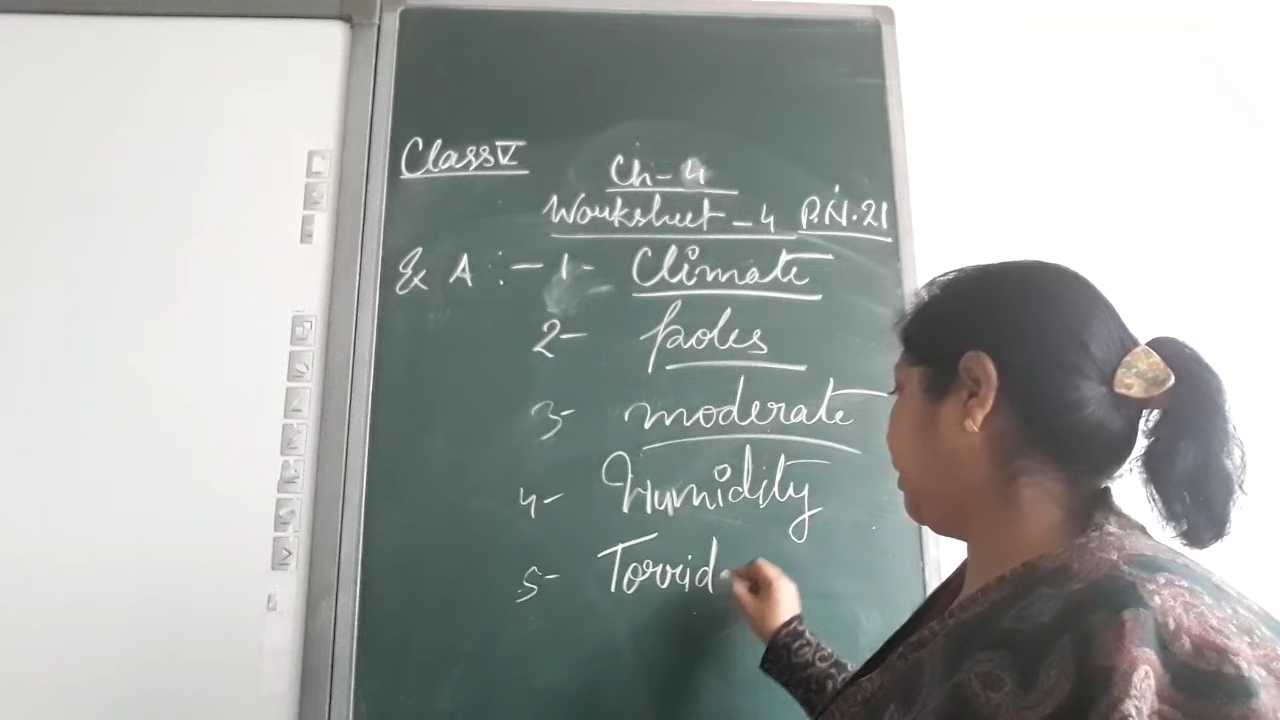 Class V
Ch-4
Worksheet-4 P.N.21
& A :- 1- Climate
2- poles
3- moderate
4- Humidity
5- Torrid